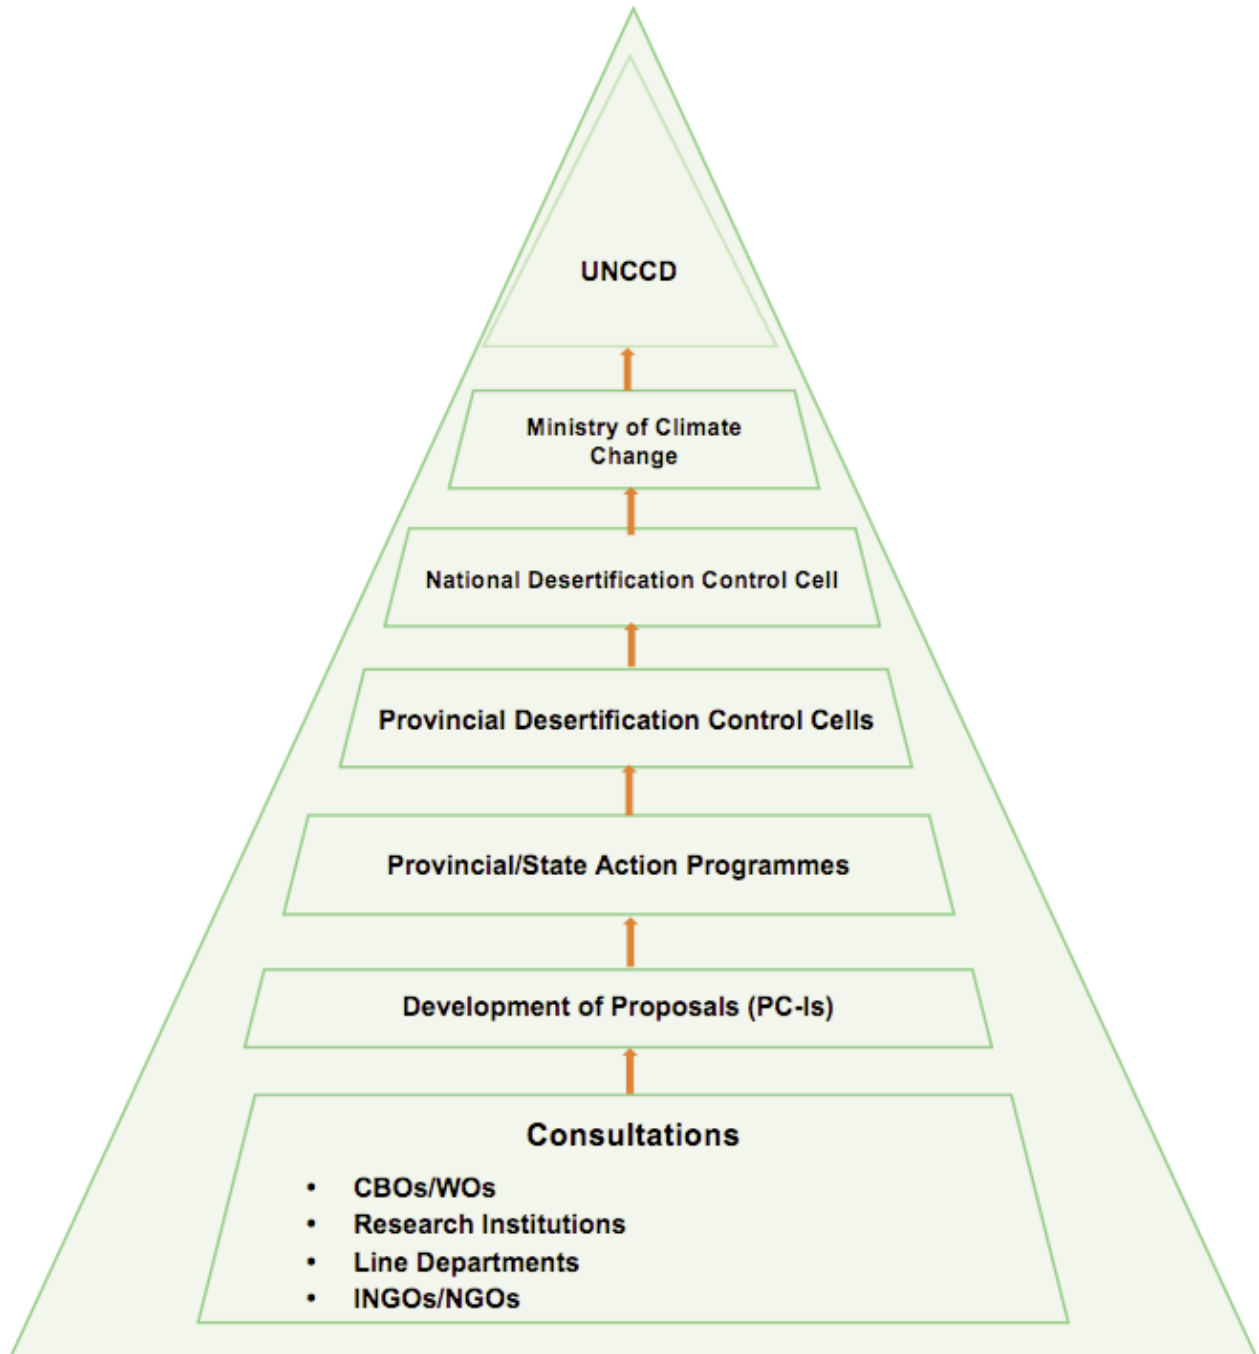 UNCCD
Ministry of Climate
Change
National Desertification Control Cell
Provincial Desertification Control Cells
Provincial/State Action Programmes
Development of Proposals (PC-Is)
Consultations
• CBOs/WOs
• Research Institutions
• Line Departments
• INGOs/NGOs